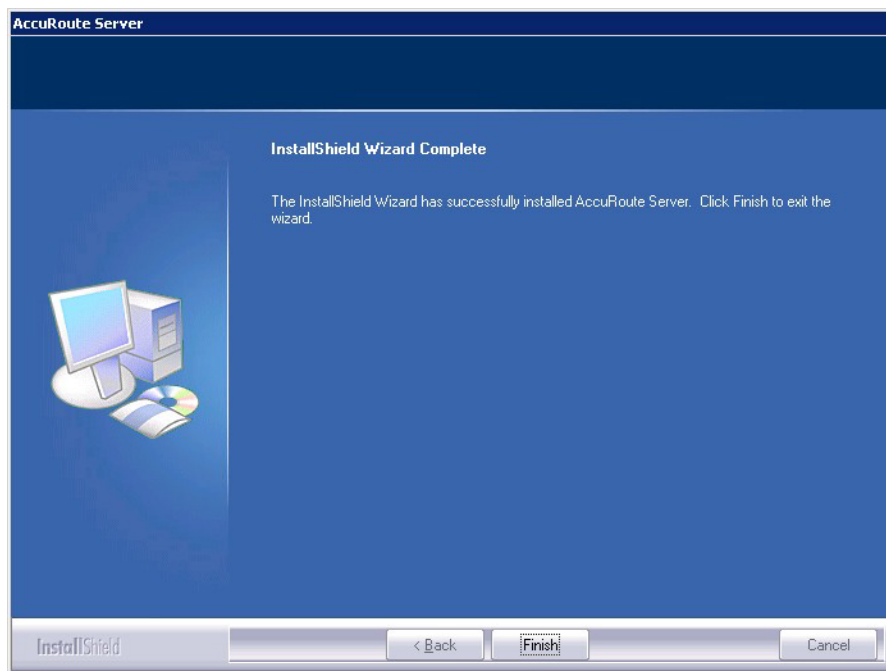 AccuRoute Server
InstallShield Wizard Complete
The InstallShield Wizard has successfully installed AccuRoute Server. Click Finish to exit the
wizard.
InstallShield
< Back
Finish
Cancel